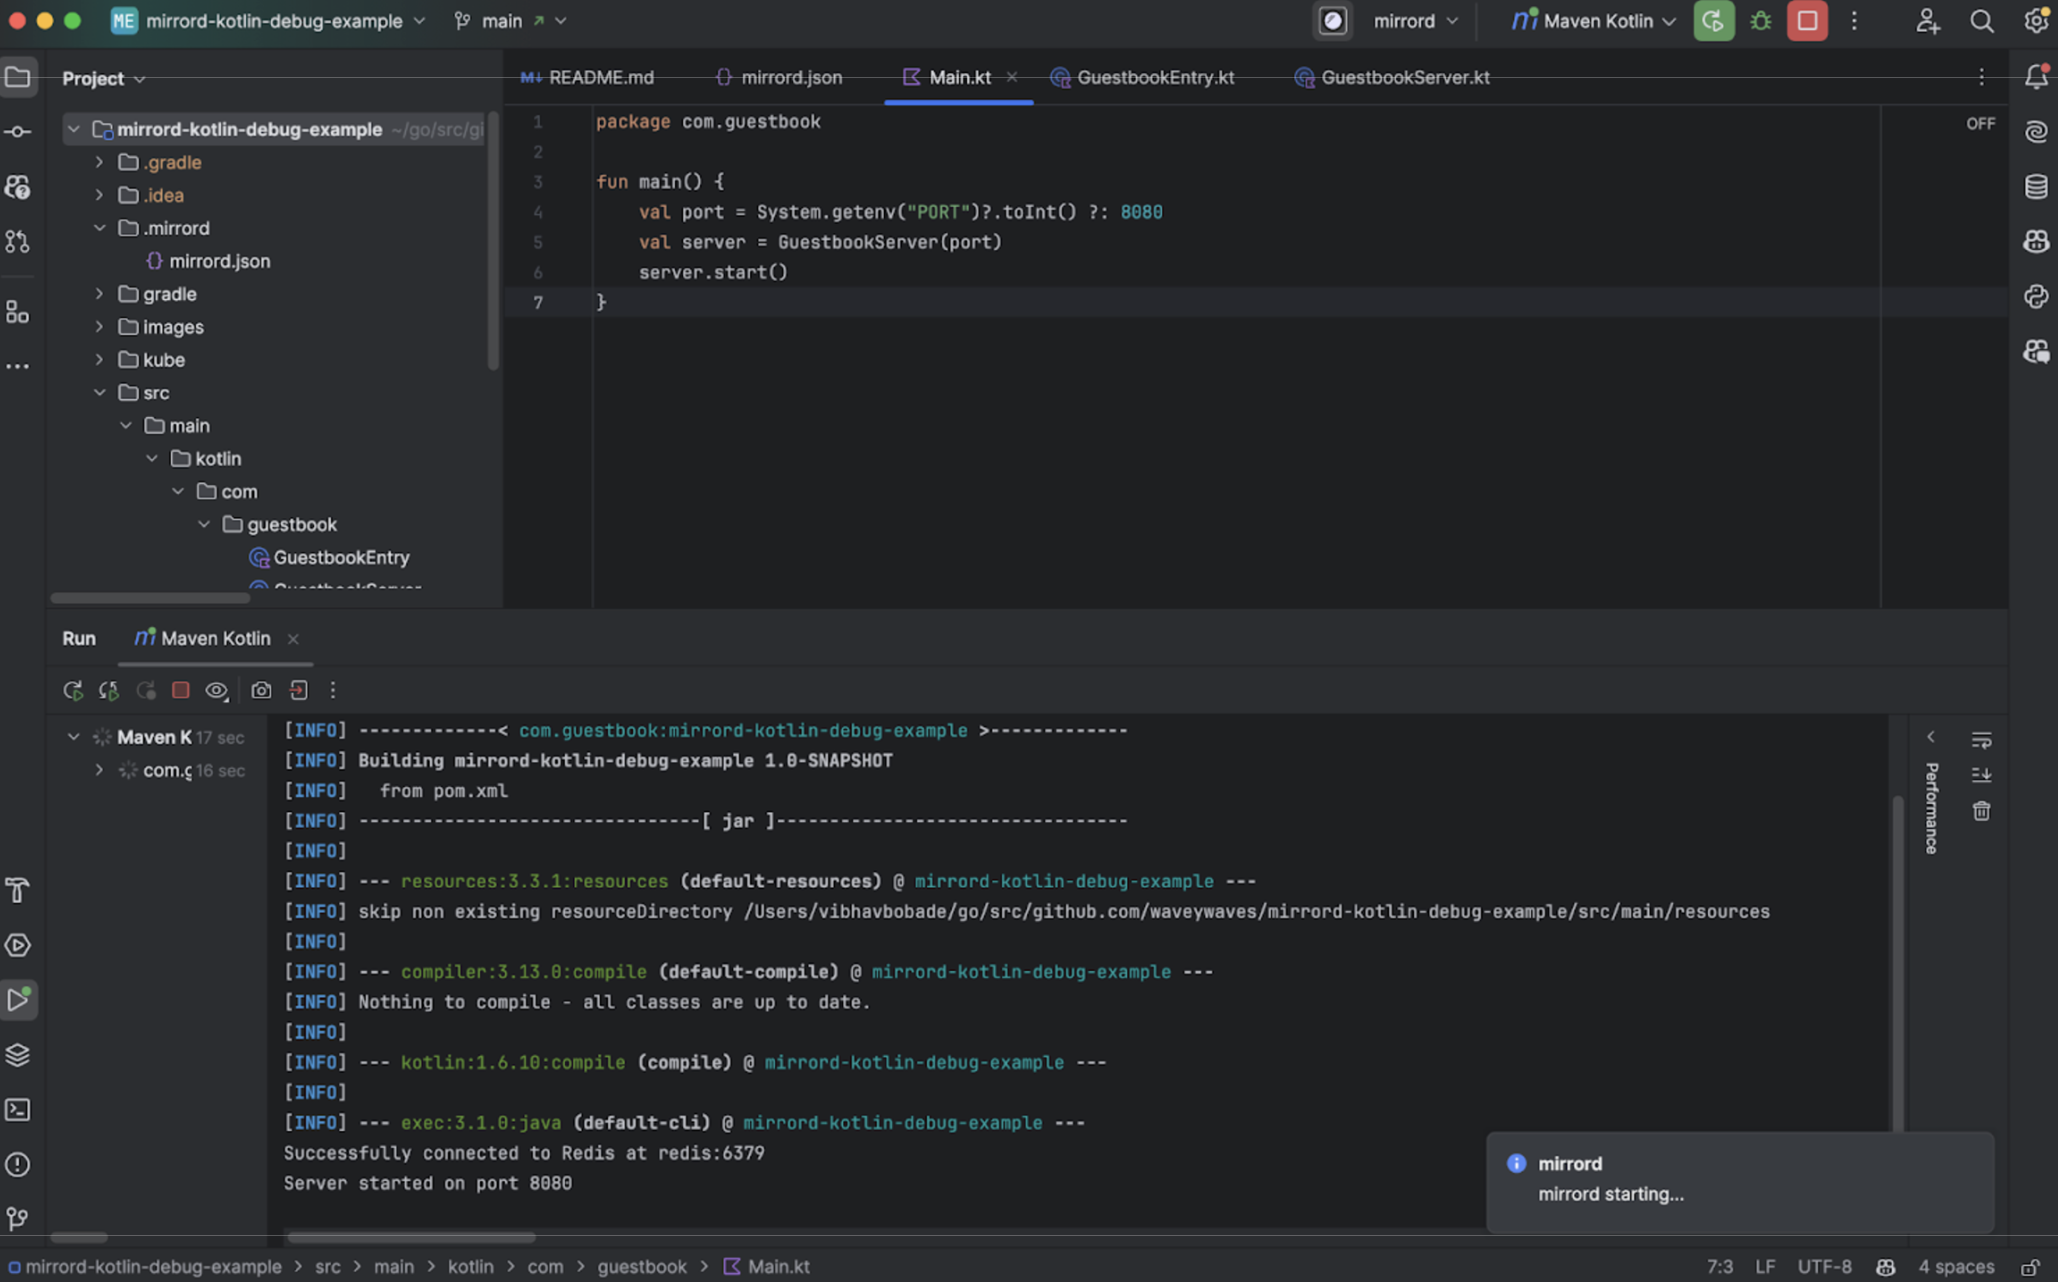 ME mirrord-kotlin-debug-example main mirrord Maven Kotlin
Project
README.md mirrord.json Main.kt GuestbookEntry.kt GuestbookServer.kt
mirrord-kotlin-debug-example ~/go/src/gi
.gradle
.idea
.mirrord
{} mirrord.json
gradle
images
kube
src
main
kotlin
com
guestbook
GuestbookEntry
GuestbookServer
OFF
1 package com.guestbook
2
3 fun main() {
4 val port = System.getenv("PORT")?.toInt() ?: 8080
5 val server = GuestbookServer(port)
6 server.start()
7 }
Run Maven Kotlin
Maven K 17 sec
com.g 16 sec
[INFO] -------------< com.guestbook:mirrord-kotlin-debug-example >-------------
[INFO] Building mirrord-kotlin-debug-example 1.0-SNAPSHOT
[INFO] from pom.xml
[INFO] --------------------------------[ jar ]---------------------------------
[INFO]
[INFO] --- resources:3.3.1:resources (default-resources) @ mirrord-kotlin-debug-example ---
[INFO] skip non existing resourceDirectory /Users/vibhavbobade/go/src/github.com/waveywaves/mirrord-kotlin-debug-example/src/main/resources
[INFO]
[INFO] --- compiler:3.13.0:compile (default-compile) @ mirrord-kotlin-debug-example ---
[INFO] Nothing to compile - all classes are up to date.
[INFO]
[INFO] --- kotlin:1.6.10:compile (compile) @ mirrord-kotlin-debug-example ---
[INFO]
[INFO] --- exec:3.1.0:java (default-cli) @ mirrord-kotlin-debug-example ---
Successfully connected to Redis at redis:6379
Server started on port 8080
Performance
mirrord
mirrord starting...
mirrord-kotlin-debug-example > src > main > kotlin > com > guestbook > Main.kt 7:3 LF UTF-8 4 spaces